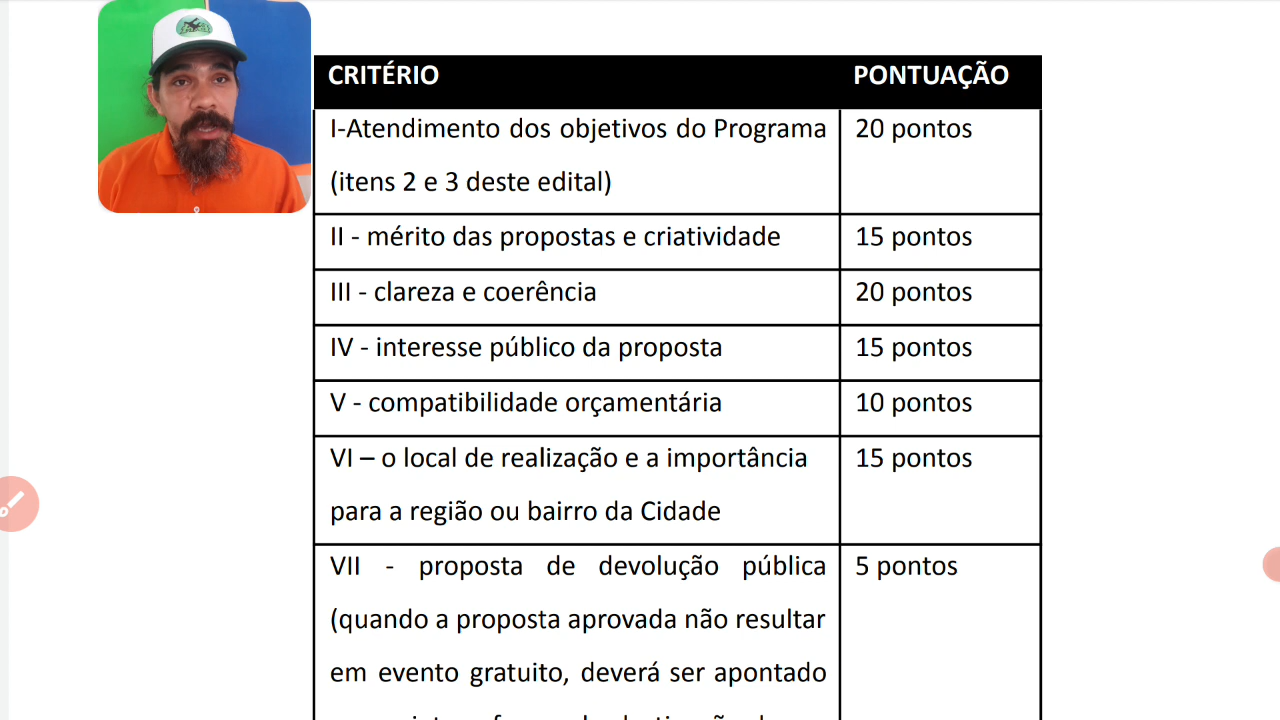 CRITÉRIO PONTUAÇÃO
I-Atendimento dos objetivos do Programa 20 pontos
(itens 2 e 3 deste edital)
II - mérito das propostas e criatividade 15 pontos
III - clareza e coerência 20 pontos
IV - interesse público da proposta 15 pontos
V - compatibilidade orçamentária 10 pontos
VI – o local de realização e a importância 15 pontos
para a região ou bairro da Cidade
VII - proposta de devolução pública 5 pontos
(quando a proposta aprovada não resultar
em evento gratuito, deverá ser apontado